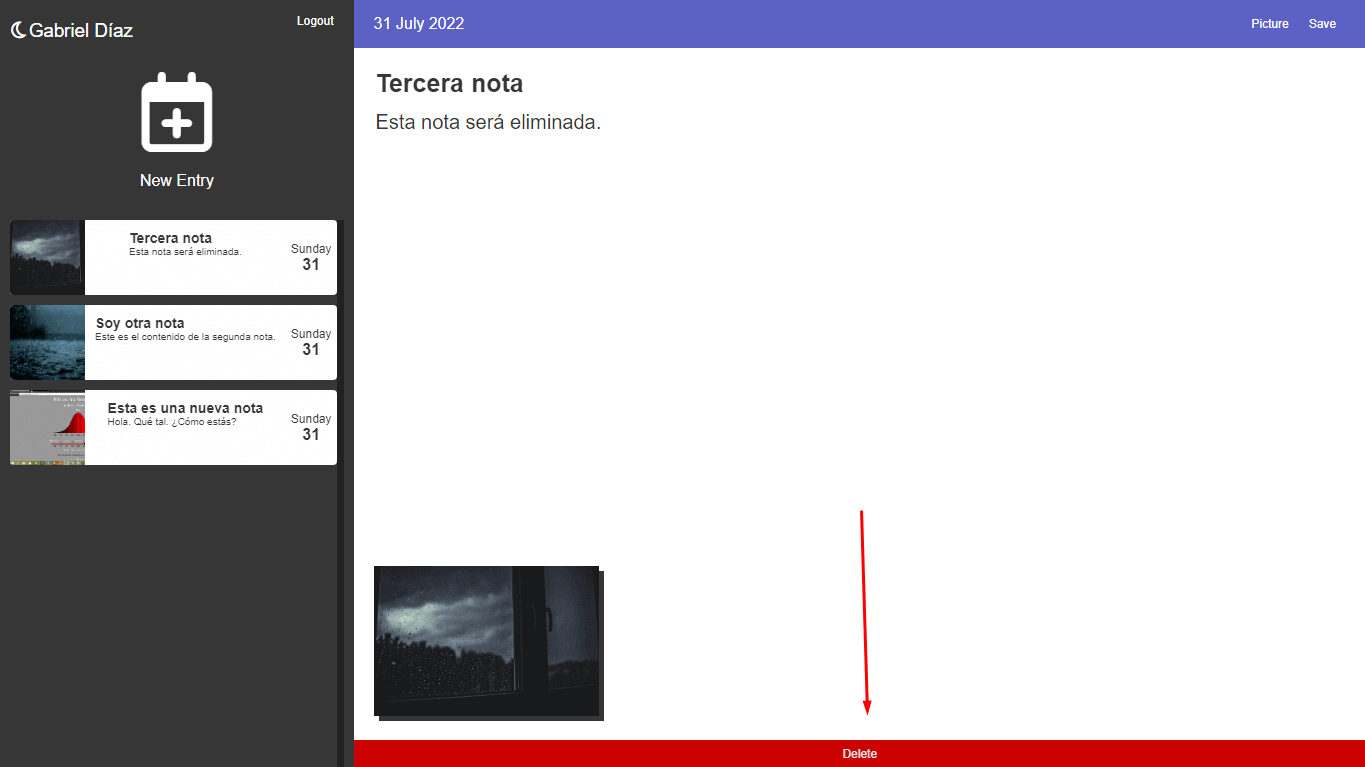 Gabriel Díaz
Logout
New Entry
Tercera nota
Esta nota será eliminada.
Sunday
31
Soy otra nota
Este es el contenido de la segunda nota.
Sunday
31
Esta es una nueva nota
Hola. Qué tal. ¿Cómo estás?
Sunday
31
31 July 2022
Picture
Save
Tercera nota
Esta nota será eliminada.
Delete